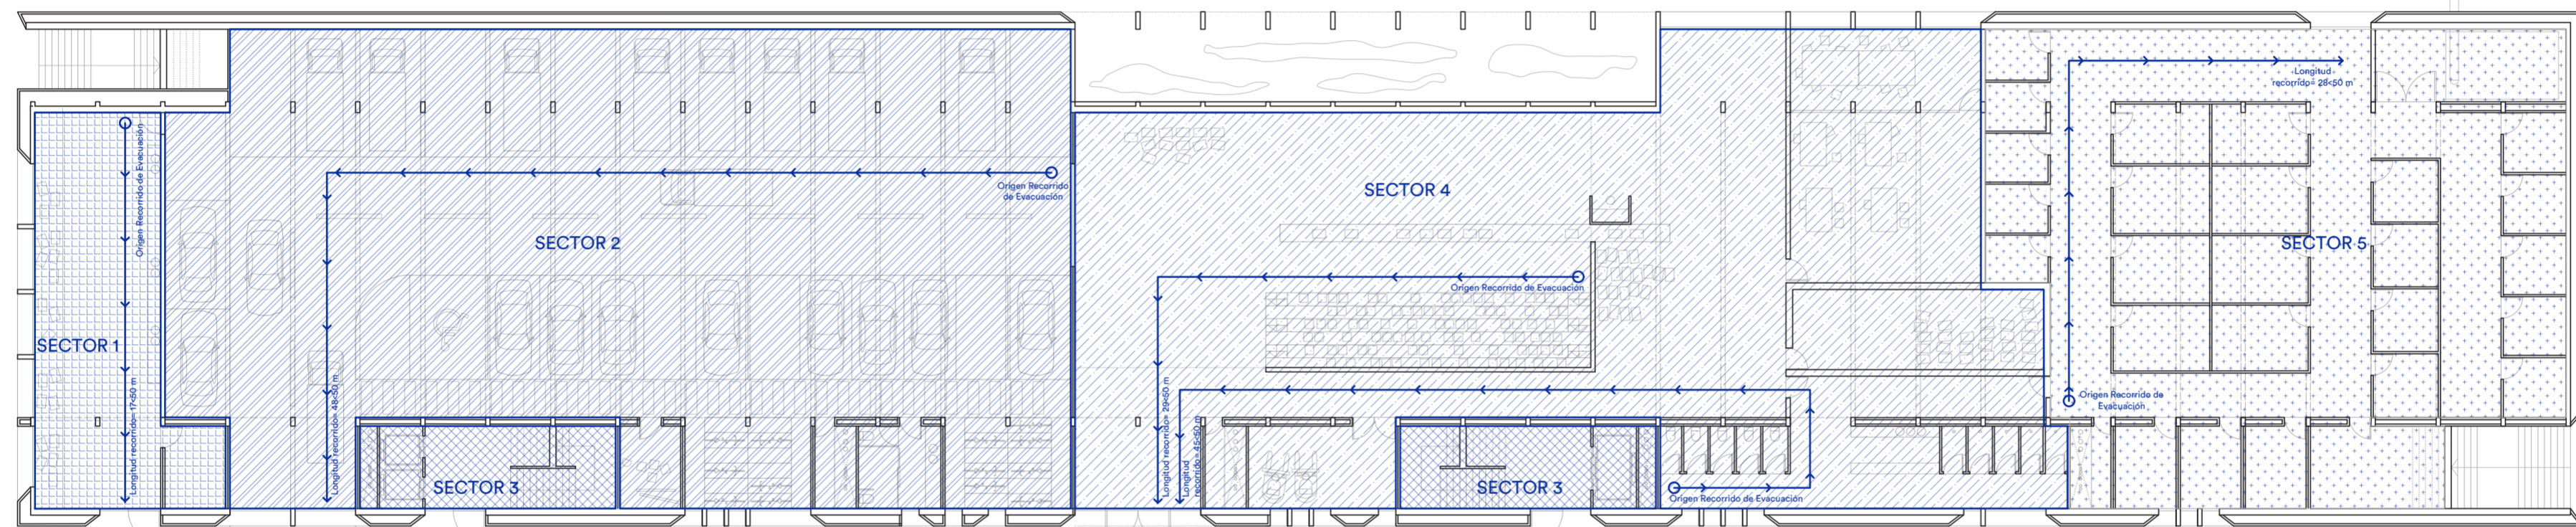 Longitud
recorrido= 28<50 m
Origen Recorrido de Evacuación
Origen Recorrido
de Evacuación
SECTOR 4
SECTOR 2
SECTOR 5
Origen Recorrido de Evacuación
SECTOR 1
Longitud recorrido= 17<50 m
Longitud recorrido= 48<50 m
Longitud recorrido= 29<50 m
Longitud
recorrido= 45<50 m
Origen Recorrido de
Evacuación
SECTOR 3
SECTOR 3
Origen Recorrido de Evacuación